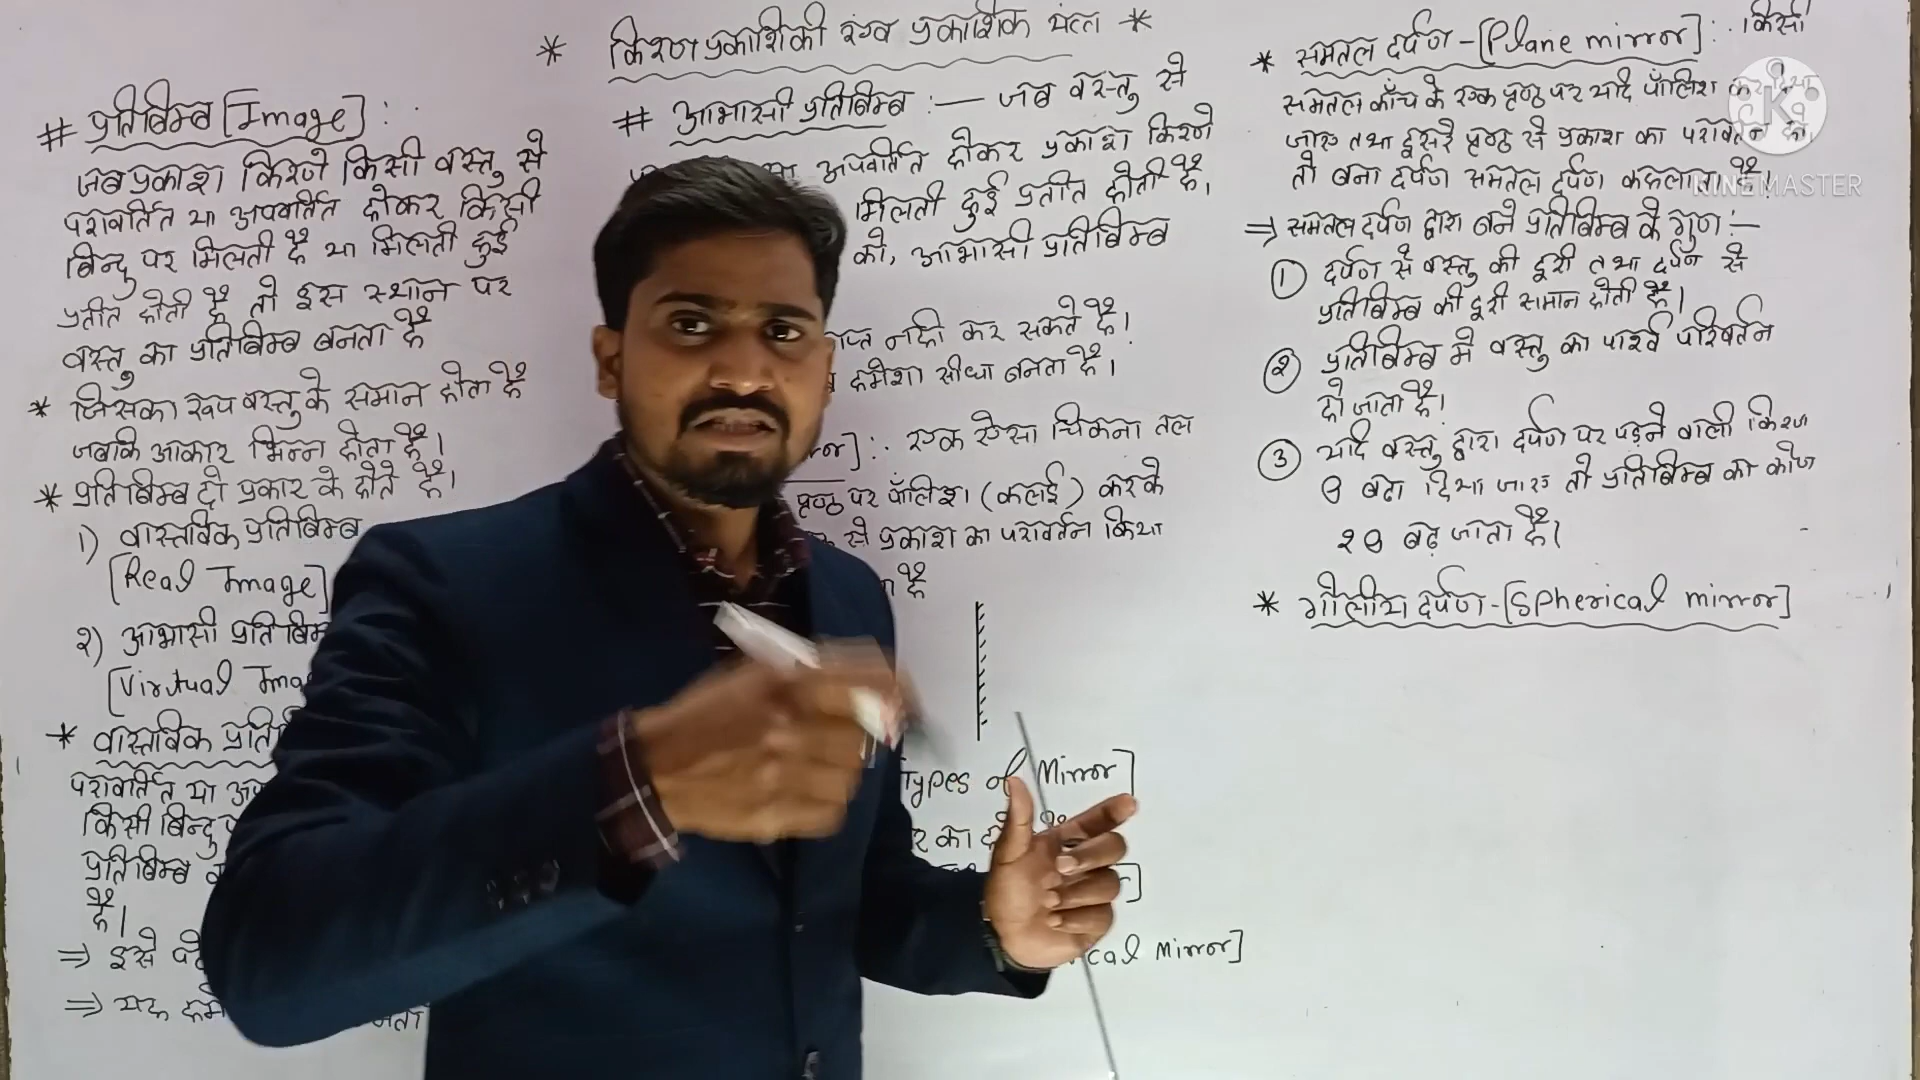 * किरण प्रकाशिकी एवं प्रकाशिक यंत्र *
# प्रतिबिम्ब [Image] :
जब प्रकाश किरणे किसी वस्तु से
परावर्तित या अपवर्तित होकर किसी
बिन्दु पर मिलती है या मिलती हुई
प्रतीत होती है तो इस स्थान पर
वस्तु का प्रतिबिम्ब बनता है
* जिसका रूप वस्तु के समान होता है
जबकि आकार भिन्न होता है।
* प्रतिबिम्ब दो प्रकार के होते है।
1) वास्तविक प्रतिबिम्ब
[Real Image]
२) आभासी प्रतिबिम्ब
[Virtual Ima
* वास्तविक प्रति
परावर्तित या अप
किसी बिन्दु
प्रतिबिम्ब
है।
⇒ इसे
⇒ यह
# आभासी प्रतिबिम्ब :— जब वस्तु से
अपवर्तित होकर प्रकाश किरणे
मिलती हुई प्रतीत होती है,
को, आभासी प्रतिबिम्ब
नही कर सकते है।
हमेशा सीधा बनता है।
ror] :. एक ऐसा चिकना तल
पृष्ठ पर पॉलिश (कलई) करके
से प्रकाश का परावर्तन किया
है
Types of Mirror]
र का
r]
cal Mirror]
* समतल दर्पण -[Plane mirror] : किसी
समतल काँच के एक पृष्ठ पर यदि पॉलिश कर दिया
जाए तथा दूसरे पृष्ठ से प्रकाश का परावर्तन हो,
तो बना दर्पण समतल दर्पण कहलाता है।
⇒ समतल दर्पण द्वारा बने प्रतिबिम्ब के गुण :—
① दर्पण से वस्तु की दूरी तथा दर्पण से
प्रतिबिम्ब की दूरी समान होती है।
② प्रतिबिम्ब मे वस्तु का पार्श्व परिवर्तन
हो जाता है।
③ यदि वस्तु द्वारा दर्पण पर पड़ने वाली किरण
θ बढा दिया जाए तो प्रतिबिम्ब का कोण
२θ बढ़ जाता है।
* गोलीय दर्पण -[Spherical mirror]
K
KINEMASTER